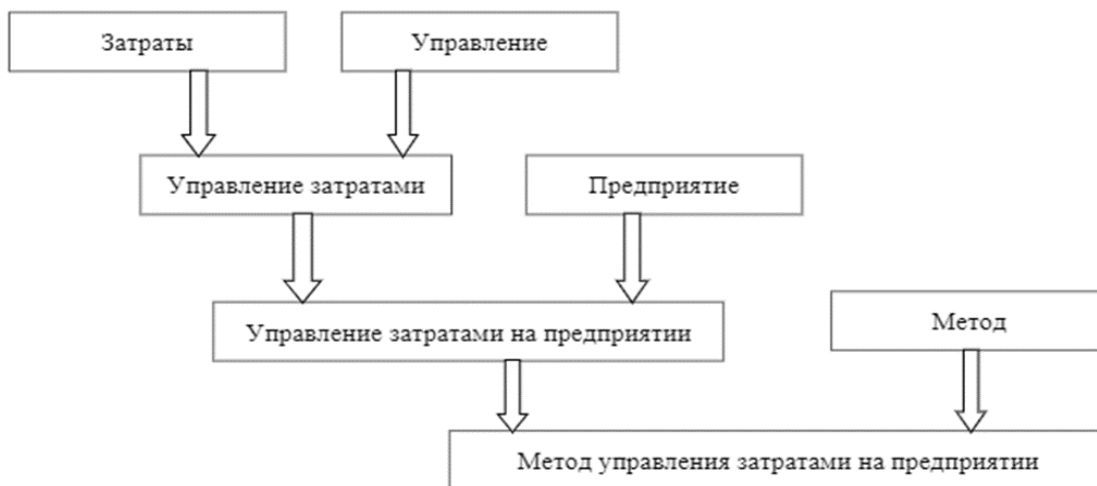 Затраты
Управление
Управление затратами
Предприятие
Управление затратами на предприятии
Метод
Метод управления затратами на предприятии